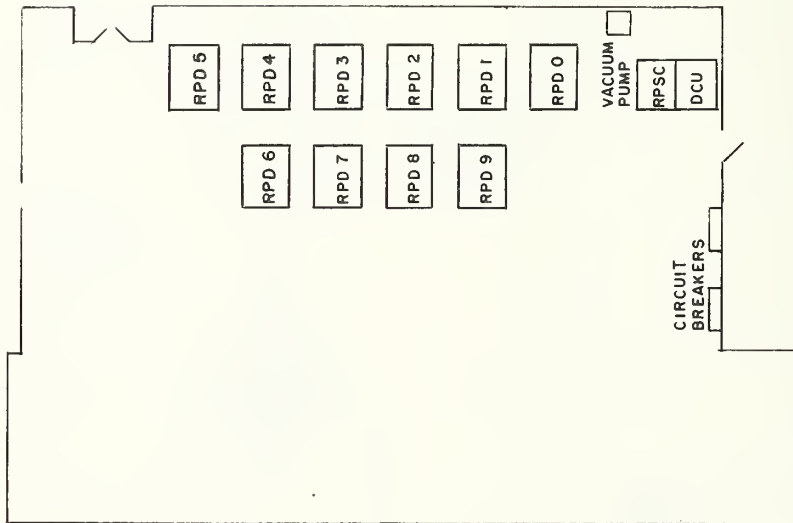 RPD 5
RPD 4
RPD 3
RPD 2
RPD 1
RPD 0
VACUUM
PUMP
RPSC
DCU
RPD 6
RPD 7
RPD 8
RPD 9
CIRCUIT
BREAKERS